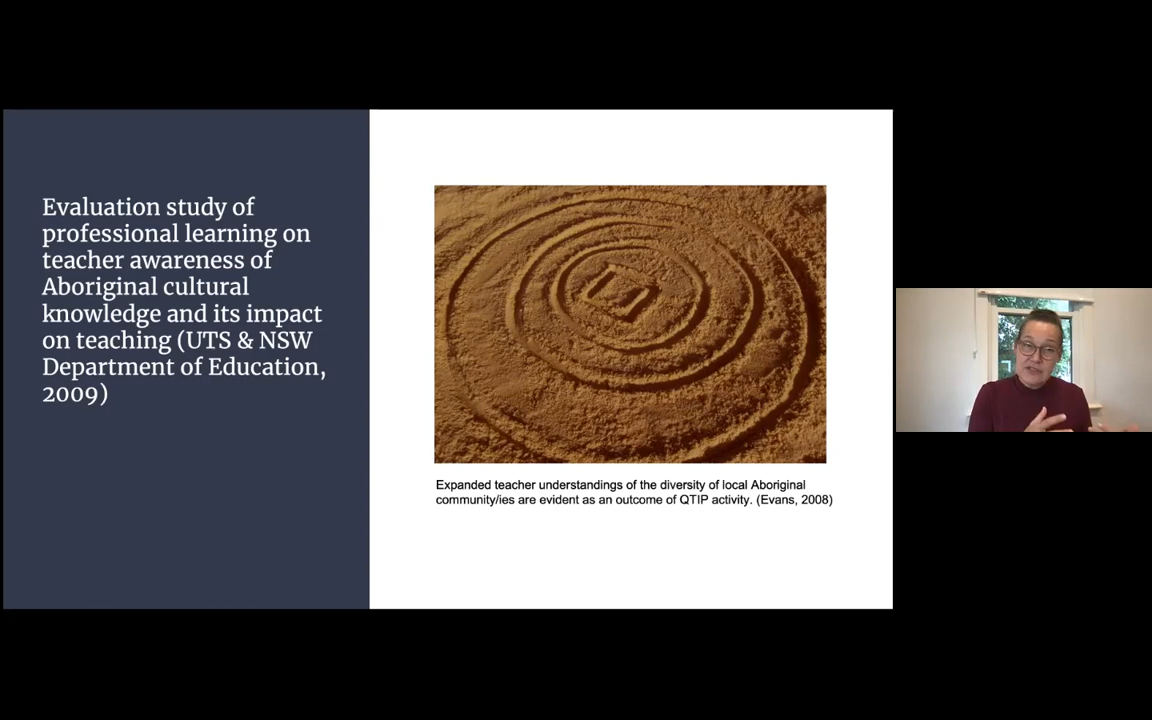 Evaluation study of
professional learning on
teacher awareness of
Aboriginal cultural
knowledge and its impact
on teaching (UTS & NSW
Department of Education,
2009)
Expanded teacher understandings of the diversity of local Aboriginal
community/ies are evident as an outcome of QTIP activity. (Evans, 2008)